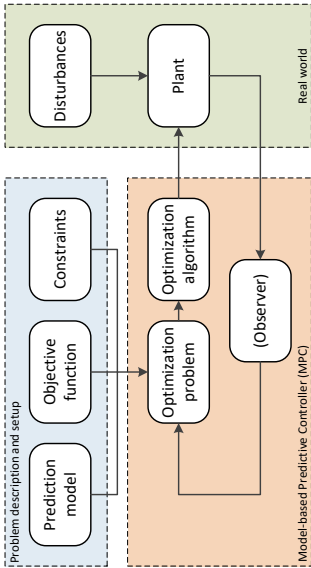 Problem description and setup
Prediction
model
Objective
function
Constraints
Disturbances
Plant
Real world
Optimization
problem
Optimization
algorithm
(Observer)
Model-based Predictive Controller (MPC)